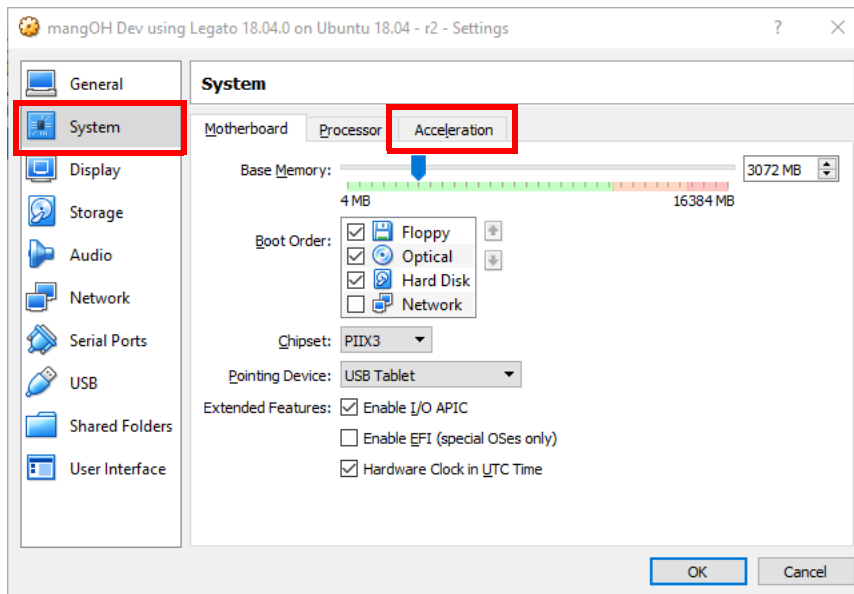 mangOH Dev using Legato 18.04.0 on Ubuntu 18.04 - r2 - Settings
?
General
System
Display
Storage
Audio
Network
Serial Ports
USB
Shared Folders
User Interface
System
Motherboard Processor Acceleration
Base Memory: 3072 MB
4 MB 16384 MB
Boot Order:
Floppy
Optical
Hard Disk
Network
Chipset: PIIX3
Pointing Device: USB Tablet
Extended Features: Enable I/O APIC
Enable EFI (special OSes only)
Hardware Clock in UTC Time
OK Cancel